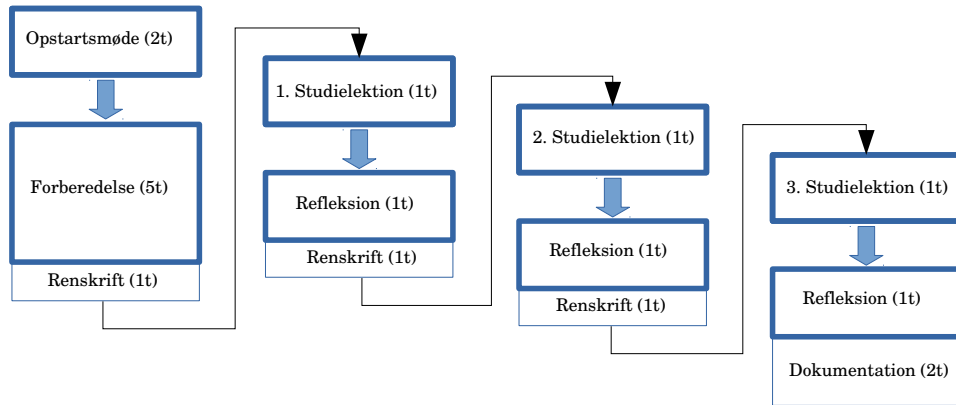 Opstartsmøde (2t)
Forberedelse (5t)
Renskrift (1t)
1. Studielektion (1t)
Refleksion (1t)
Renskrift (1t)
2. Studielektion (1t)
Refleksion (1t)
Renskrift (1t)
3. Studielektion (1t)
Refleksion (1t)
Dokumentation (2t)